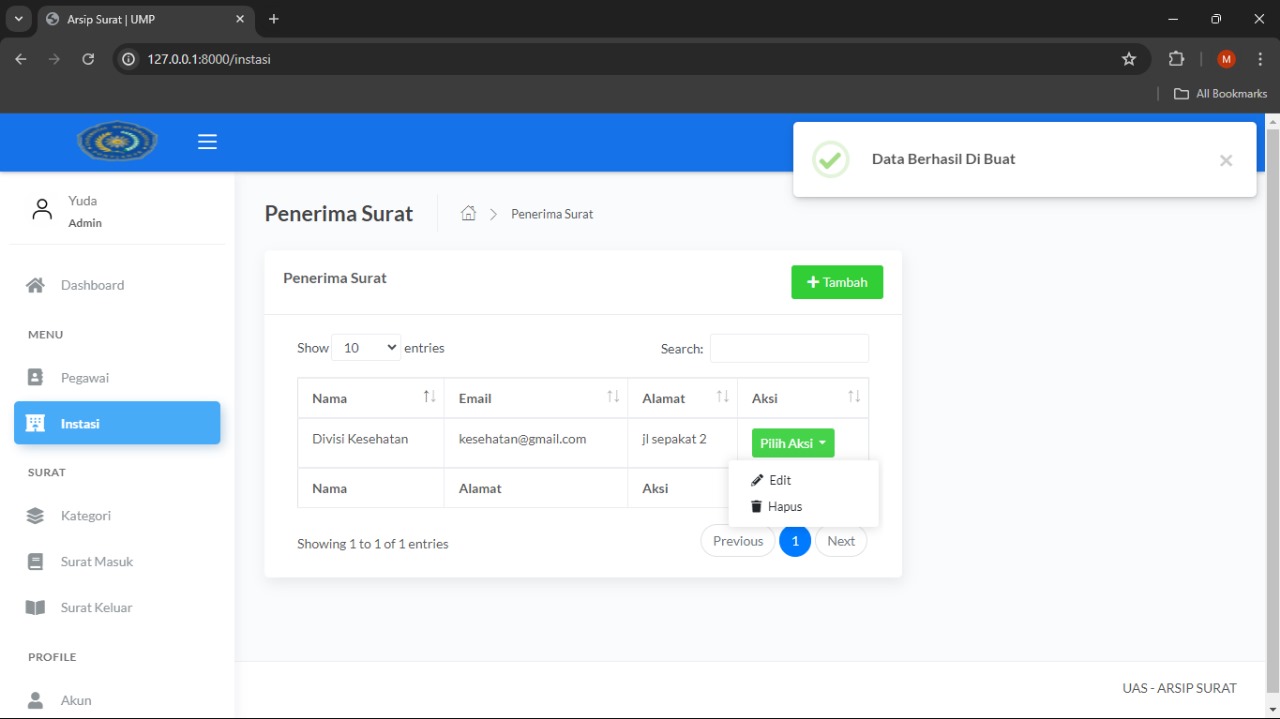 Arsip Surat | UMP
127.0.0.1:8000/instasi
M
All Bookmarks
Data Berhasil Di Buat
Yuda
Admin
Penerima Surat
Penerima Surat
Dashboard
MENU
Pegawai
Instasi
SURAT
Kategori
Surat Masuk
Surat Keluar
PROFILE
Akun
Penerima Surat
Tambah
Show 10 entries
Search:
Nama Email Alamat Aksi
Divisi Kesehatan kesehatan@gmail.com jl sepakat 2 Pilih Aksi
Edit
Hapus
Nama Alamat Aksi
Showing 1 to 1 of 1 entries
Previous 1 Next
UAS - ARSIP SURAT